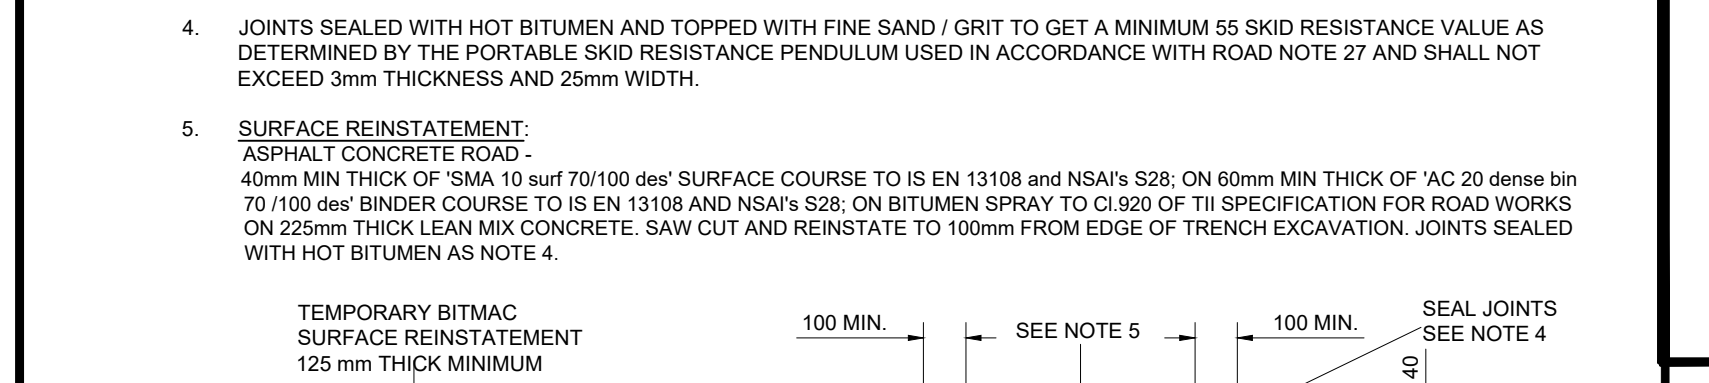 4. JOINTS SEALED WITH HOT BITUMEN AND TOPPED WITH FINE SAND / GRIT TO GET A MINIMUM 55 SKID RESISTANCE VALUE AS
DETERMINED BY THE PORTABLE SKID RESISTANCE PENDULUM USED IN ACCORDANCE WITH ROAD NOTE 27 AND SHALL NOT
EXCEED 3mm THICKNESS AND 25mm WIDTH.
5. SURFACE REINSTATEMENT:
ASPHALT CONCRETE ROAD -
40mm MIN THICK OF 'SMA 10 surf 70/100 des' SURFACE COURSE TO IS EN 13108 and NSAI's S28; ON 60mm MIN THICK OF 'AC 20 dense bin
70 /100 des' BINDER COURSE TO IS EN 13108 AND NSAI's S28; ON BITUMEN SPRAY TO Cl.920 OF TII SPECIFICATION FOR ROAD WORKS
ON 225mm THICK LEAN MIX CONCRETE. SAW CUT AND REINSTATE TO 100mm FROM EDGE OF TRENCH EXCAVATION. JOINTS SEALED
WITH HOT BITUMEN AS NOTE 4.
TEMPORARY BITMAC
SURFACE REINSTATEMENT
125 mm THICK MINIMUM
100 MIN.
SEE NOTE 5
100 MIN.
SEAL JOINTS
SEE NOTE 4
40